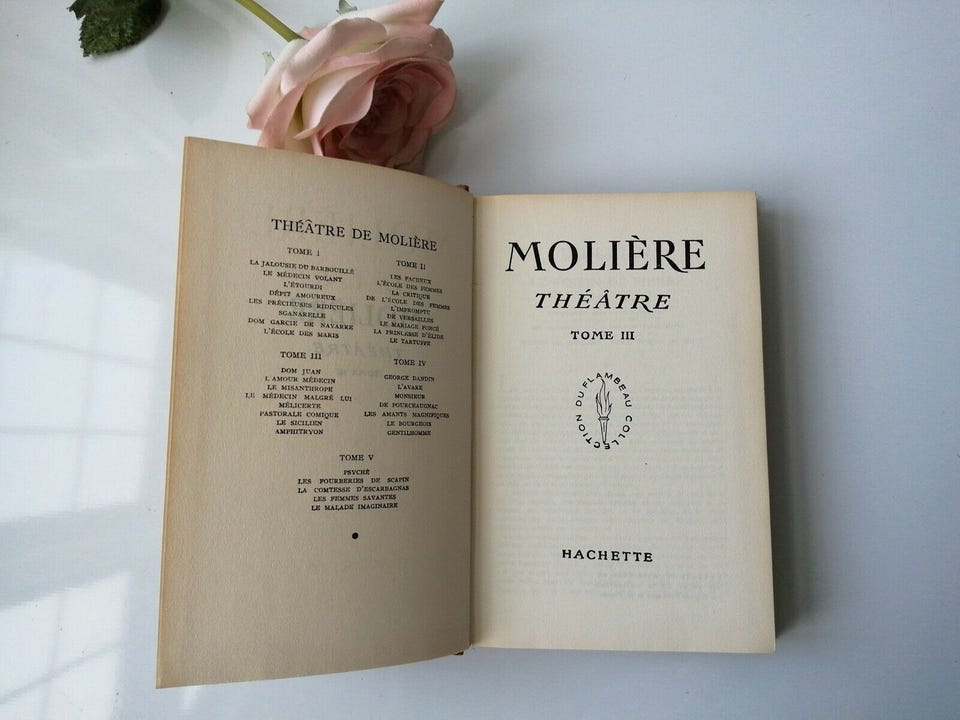 THÉÂTRE DE MOLIÈRE
TOME I
LA JALOUSIE DU BARBOUILLÉ
LE MÉDECIN VOLANT
L'ÉTOURDI
DÉPIT AMOUREUX
LES PRÉCIEUSES RIDICULES
SGANARELLE
DOM GARCIE DE NAVARRE
L'ÉCOLE DES MARIS
TOME II
LES FACHEUX
L'ÉCOLE DES FEMMES
LA CRITIQUE
DE L'ÉCOLE DES FEMMES
L'IMPROMPTU
DE VERSAILLES
LE MARIAGE FORCÉ
LA PRINCESSE D'ÉLIDE
LE TARTUFFE
TOME III
DOM JUAN
L'AMOUR MÉDECIN
LE MISANTHROPE
LE MÉDECIN MALGRÉ LUI
MÉLICERTE
PASTORALE COMIQUE
LE SICILIEN
AMPHITRYON
TOME IV
GEORGE DANDIN
L'AVARE
MONSIEUR
DE POURCEAUGNAC
LES AMANTS MAGNIFIQUES
LE BOURGEOIS
GENTILHOMME
TOME V
PSYCHÉ
LES FOURBERIES DE SCAPIN
LA COMTESSE D'ESCARBAGNAS
LES FEMMES SAVANTES
LE MALADE IMAGINAIRE
MOLIÈRE
THÉÂTRE
TOME III
COLLECTION DU FLAMBEAU
HACHETTE